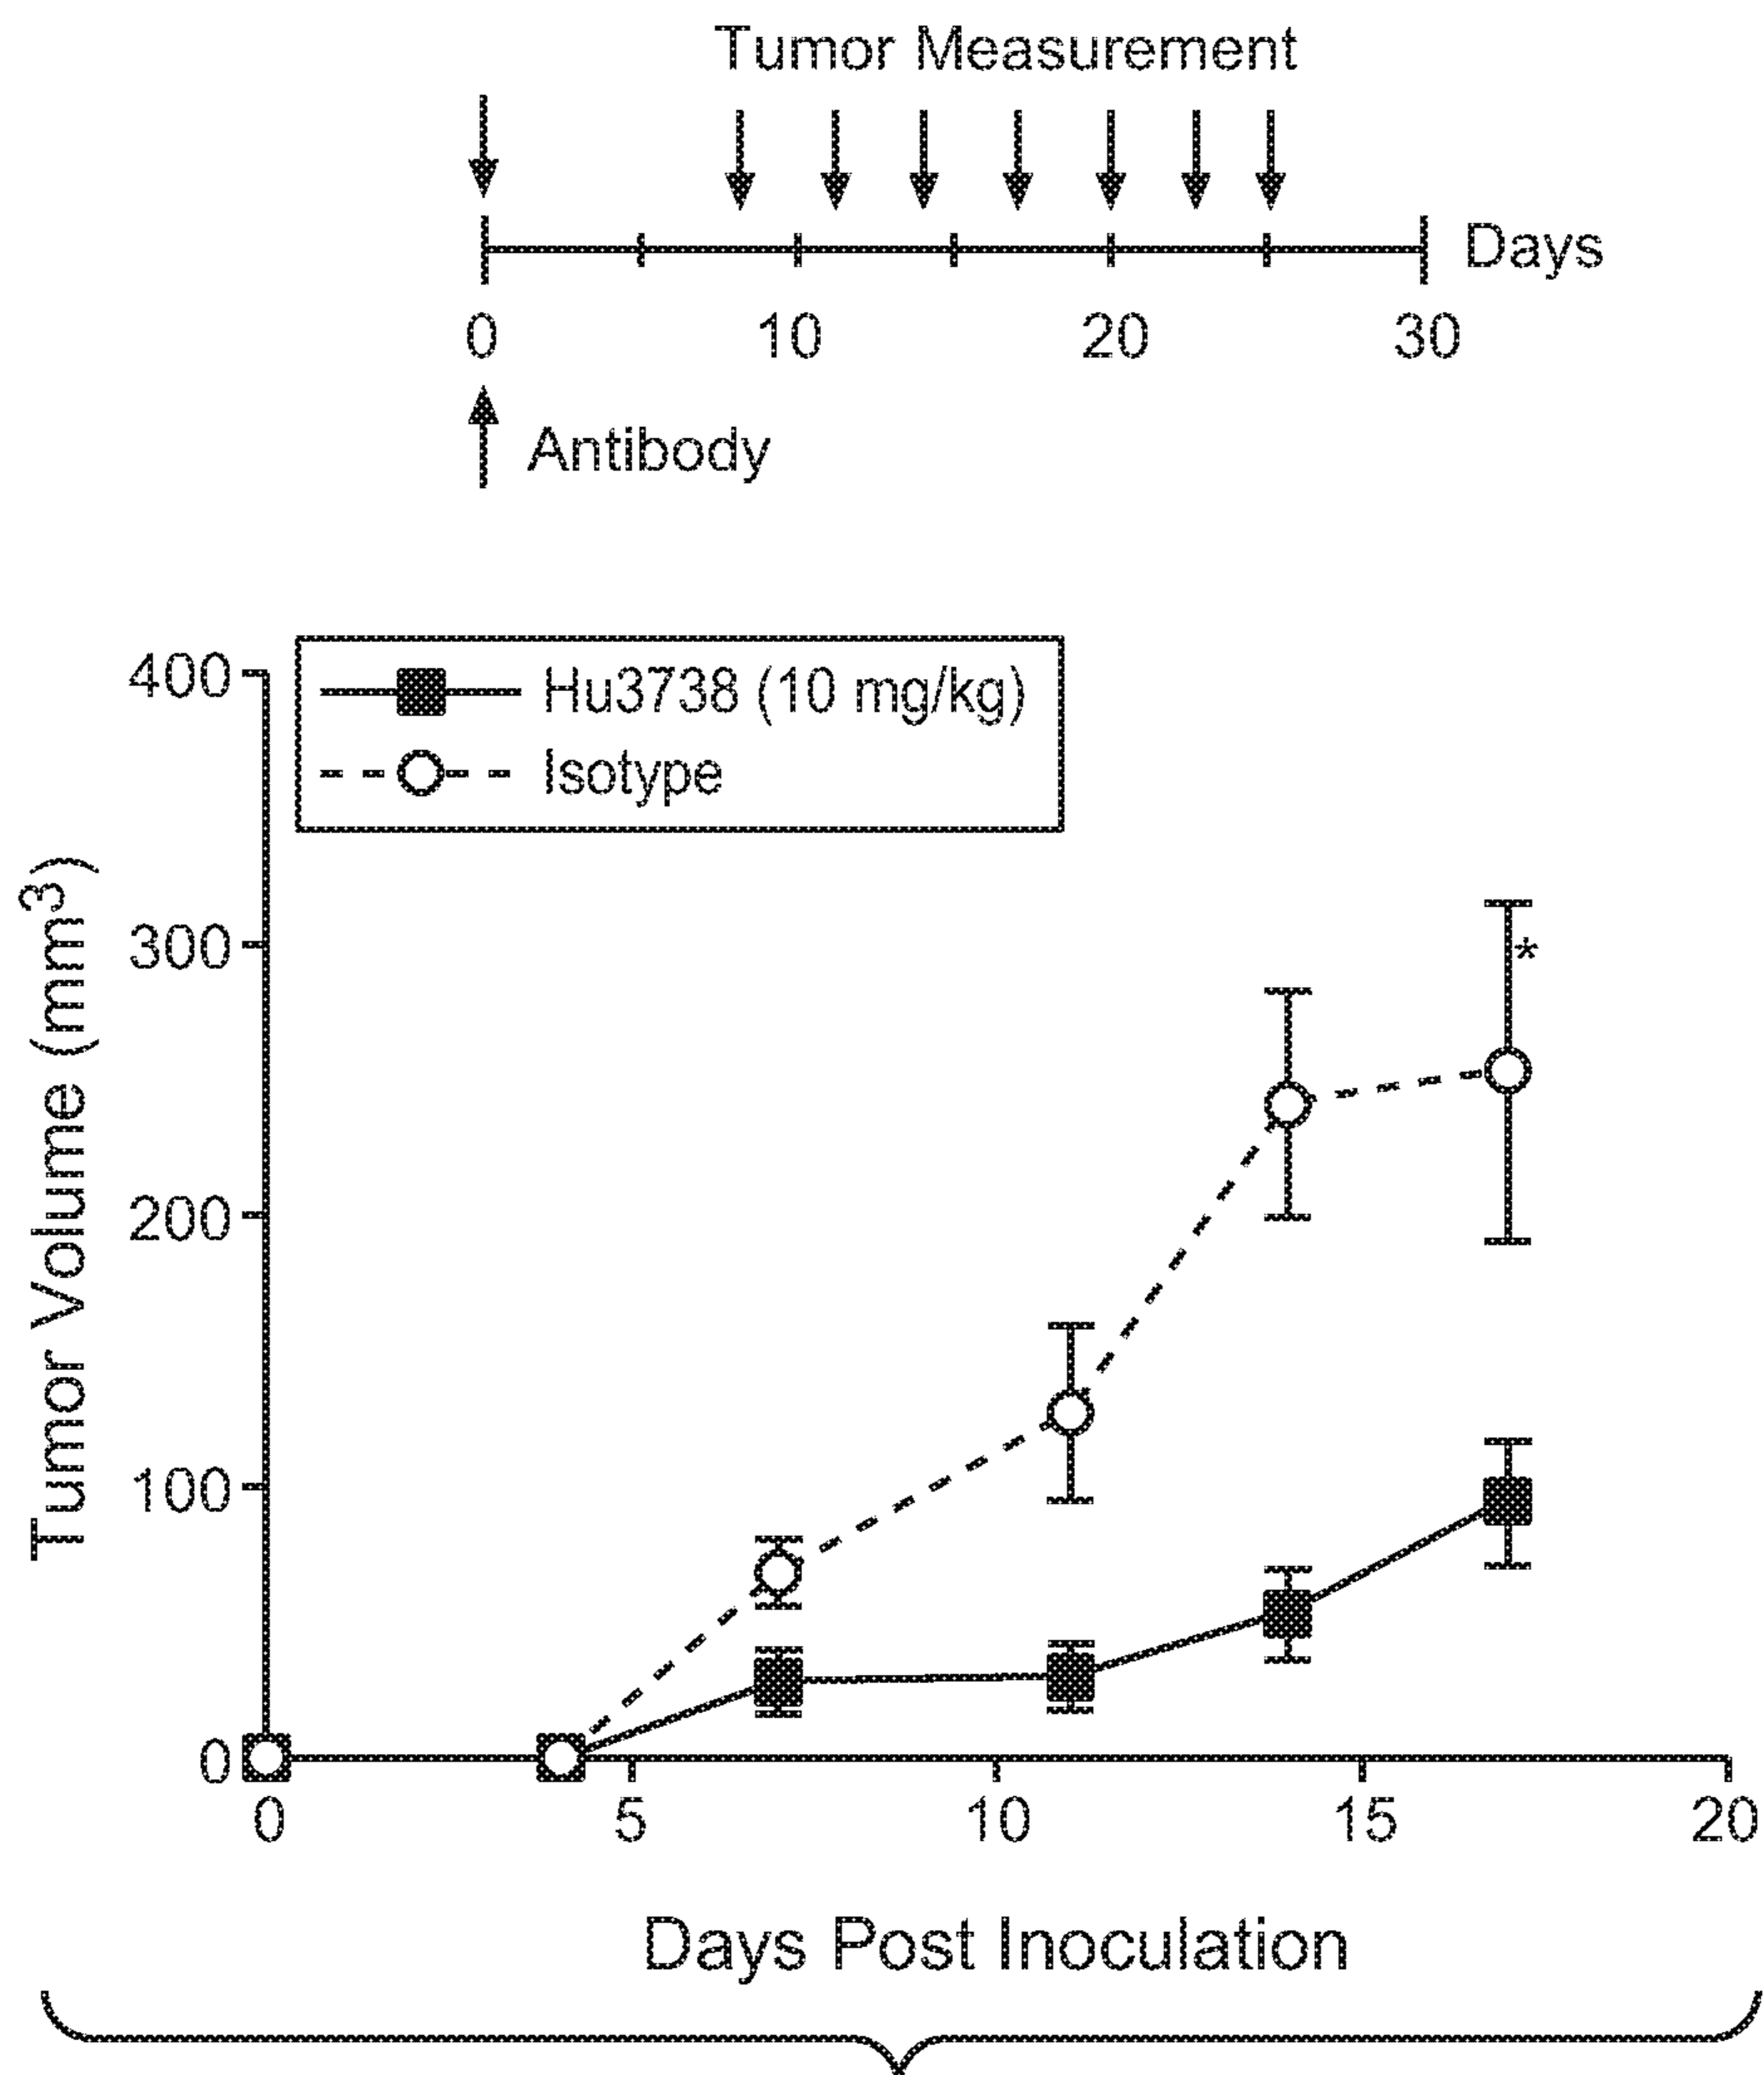 Tumor Measurement
Days
0 10 20 30
Antibody
Hu3738 (10 mg/kg)
Isotype
400
300
*
200
100
0
Tumor Volume (mm³)
0 5 10 15 20
Days Post Inoculation